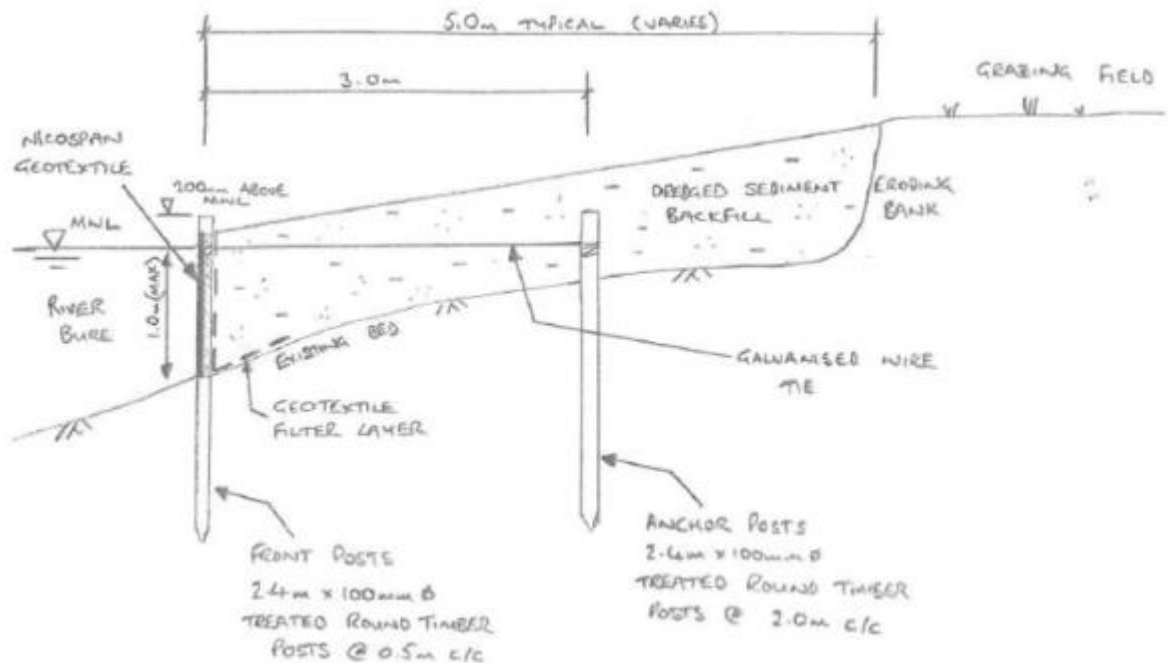 5.0m TYPICAL (VARIES)
3.0m
GRAZING FIELD
NICOSPAN
GEOTEXTILE
200mm ABOVE
MWL
MWL
DREDGED SEDIMENT
BACKFILL
ERODING
BANK
RIVER
BURE
1.0m (MAX)
EXISTING BED
GALVANISED WIRE
TIE
GEOTEXTILE
FILTER LAYER
FRONT POSTS
2.4m x 100mm Ø
TREATED ROUND TIMBER
POSTS @ 0.5m c/c
ANCHOR POSTS
2.4m x 100mm Ø
TREATED ROUND TIMBER
POSTS @ 2.0m c/c